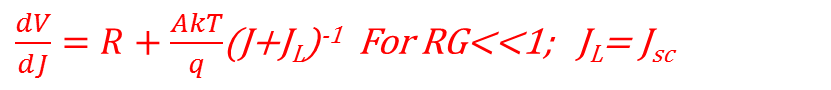 dV/dJ = R + AkT/q (J+J_L)^-1 For RG<<1; J_L= J_sc